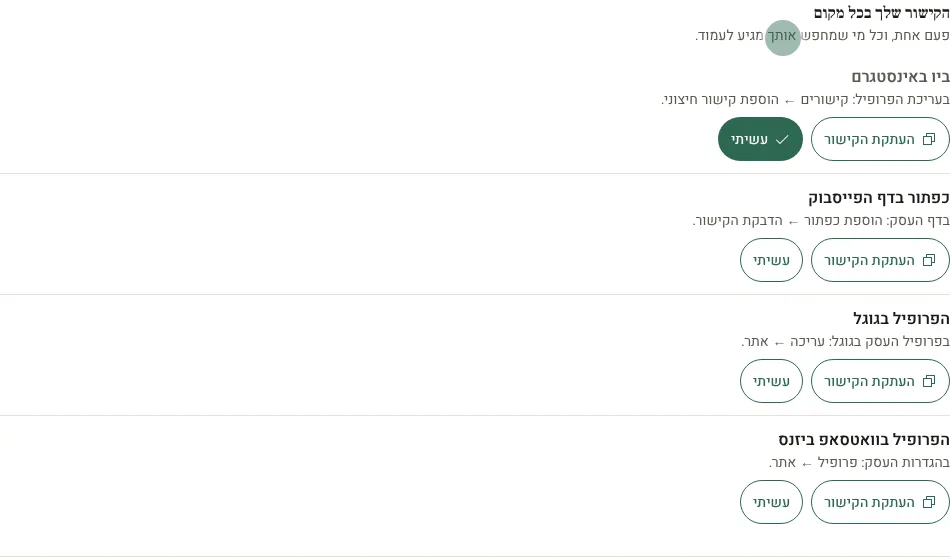 הקישור שלך בכל מקום
פעם אחת, וכל מי שמחפש אותך מגיע לעמוד.
ביו באינסטגרם
בעריכת הפרופיל: קישורים ← הוספת קישור חיצוני.
העתקת הקישור עשיתי
כפתור בדף הפייסבוק
בדף העסק: הוספת כפתור ← הדבקת הקישור.
העתקת הקישור עשיתי
הפרופיל בגוגל
בפרופיל העסק בגוגל: עריכה ← אתר.
העתקת הקישור עשיתי
הפרופיל בוואטסאפ ביזנס
בהגדרות העסק: פרופיל ← אתר.
העתקת הקישור עשיתי